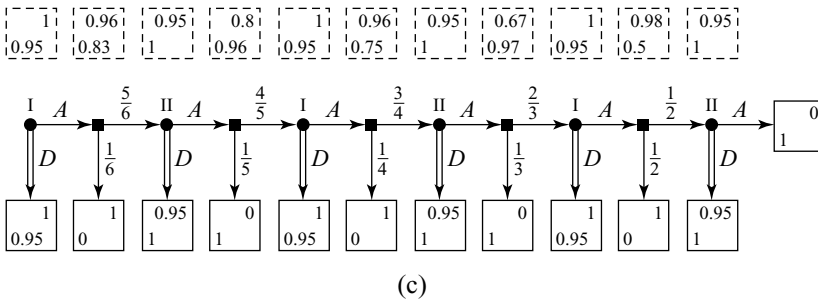 1 0.96 0.95 0.8 1 0.96 0.95 0.67 1 0.98 0.95
0.95 0.83 1 0.96 0.95 0.75 1 0.97 0.95 0.5 1
I A 5/6 II A 4/5 I A 3/4 II A 2/3 I A 1/2 II A
0
1
D 1/6 D 1/5 D 1/4 D 1/3 D 1/2 D
1 1 0.95 0 1 1 0.95 0 1 1 0.95
0.95 0 1 1 0.95 0 1 1 0.95 0 1
(c)